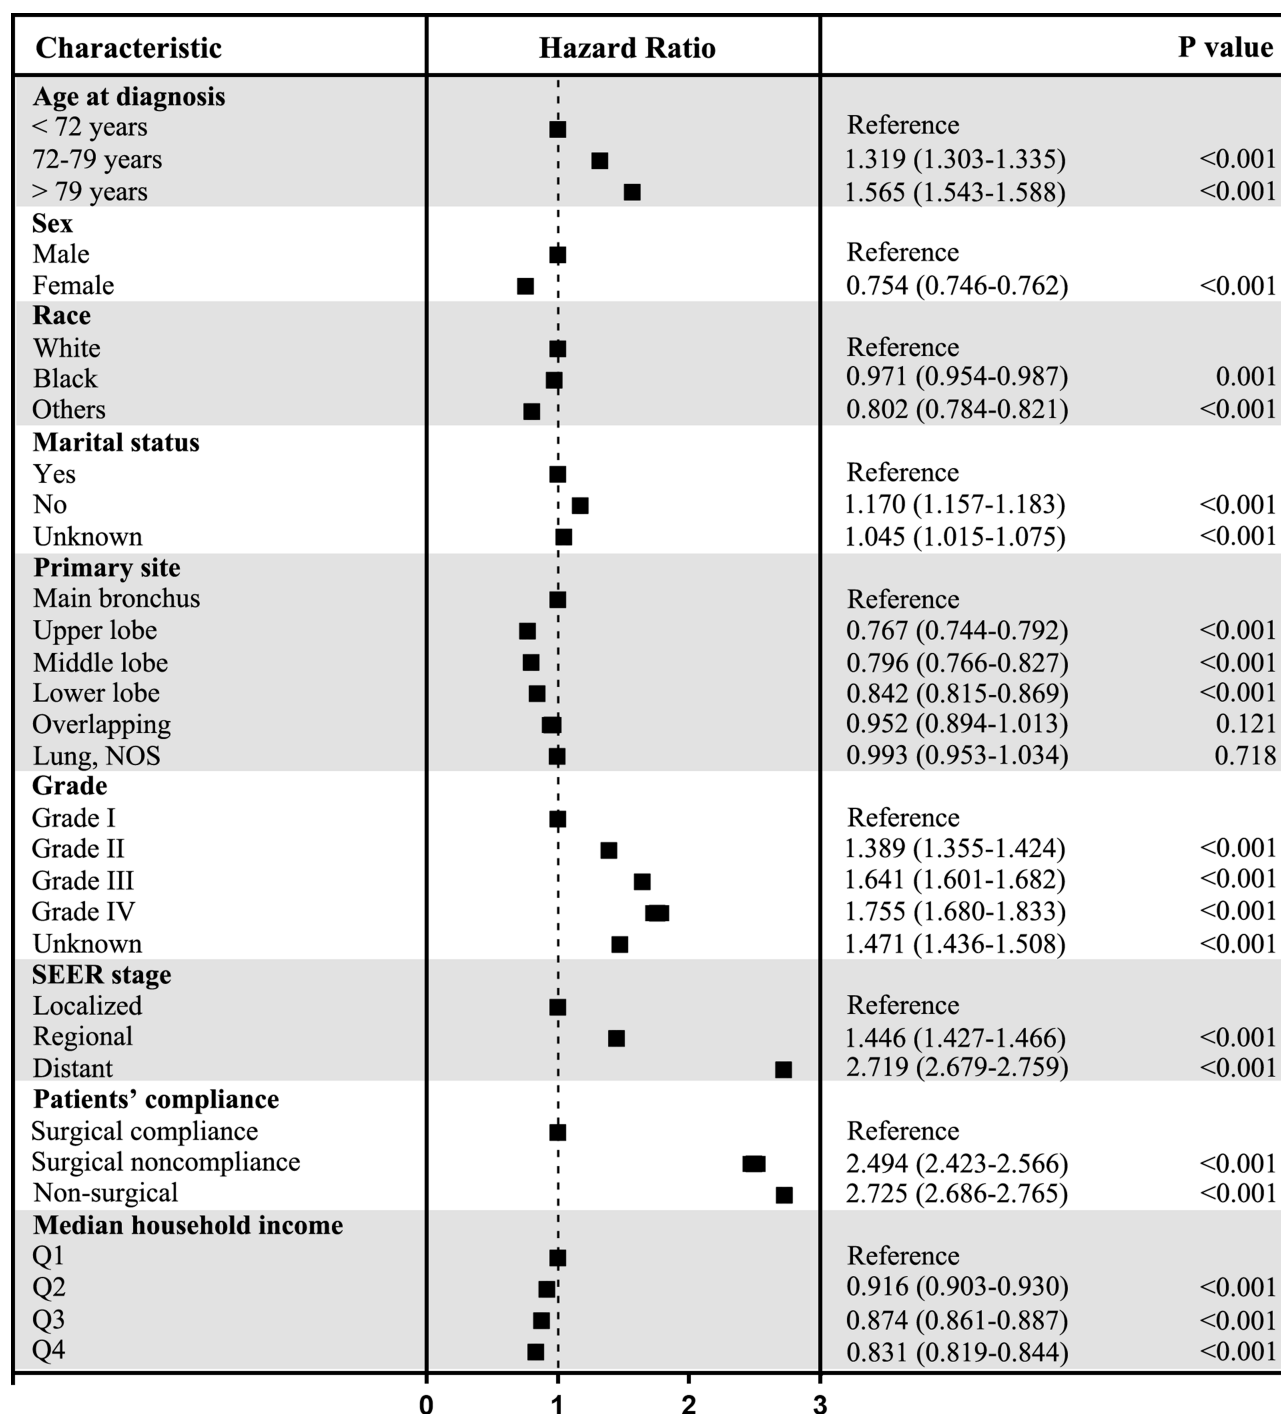 Characteristic Hazard Ratio P value
Age at diagnosis
< 72 years Reference
72-79 years 1.319 (1.303-1.335) <0.001
> 79 years 1.565 (1.543-1.588) <0.001
Sex
Male Reference
Female 0.754 (0.746-0.762) <0.001
Race
White Reference
Black 0.971 (0.954-0.987) 0.001
Others 0.802 (0.784-0.821) <0.001
Marital status
Yes Reference
No 1.170 (1.157-1.183) <0.001
Unknown 1.045 (1.015-1.075) <0.001
Primary site
Main bronchus Reference
Upper lobe 0.767 (0.744-0.792) <0.001
Middle lobe 0.796 (0.766-0.827) <0.001
Lower lobe 0.842 (0.815-0.869) <0.001
Overlapping 0.952 (0.894-1.013) 0.121
Lung, NOS 0.993 (0.953-1.034) 0.718
Grade
Grade I Reference
Grade II 1.389 (1.355-1.424) <0.001
Grade III 1.641 (1.601-1.682) <0.001
Grade IV 1.755 (1.680-1.833) <0.001
Unknown 1.471 (1.436-1.508) <0.001
SEER stage
Localized Reference
Regional 1.446 (1.427-1.466) <0.001
Distant 2.719 (2.679-2.759) <0.001
Patients’ compliance
Surgical compliance Reference
Surgical noncompliance 2.494 (2.423-2.566) <0.001
Non-surgical 2.725 (2.686-2.765) <0.001
Median household income
Q1 Reference
Q2 0.916 (0.903-0.930) <0.001
Q3 0.874 (0.861-0.887) <0.001
Q4 0.831 (0.819-0.844) <0.001
0 1 2 3